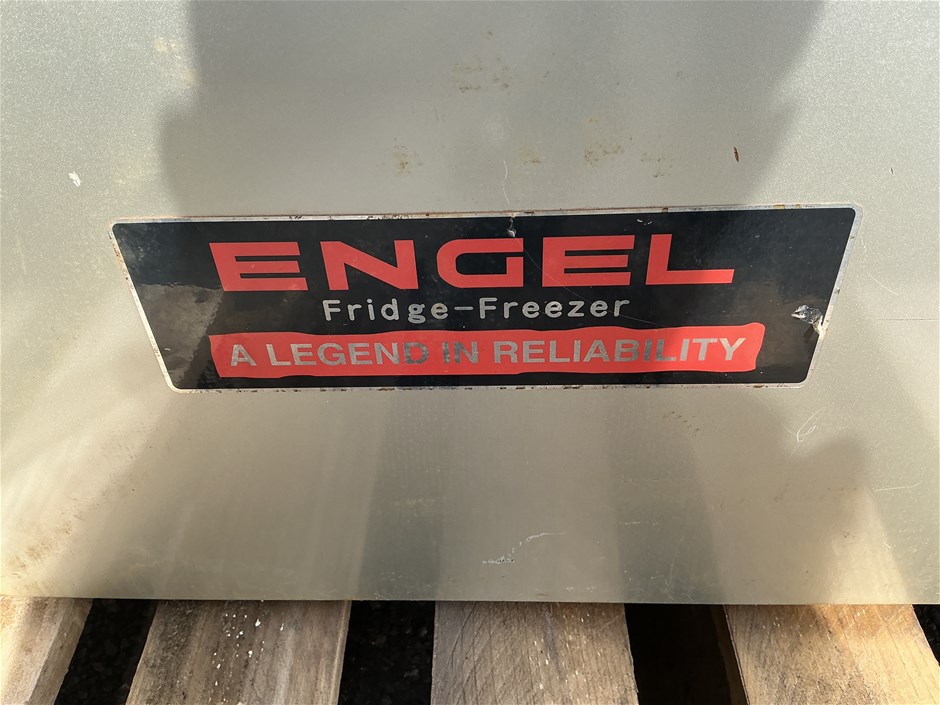 ENGEL
Fridge-Freezer
A LEGEND IN RELIABILITY